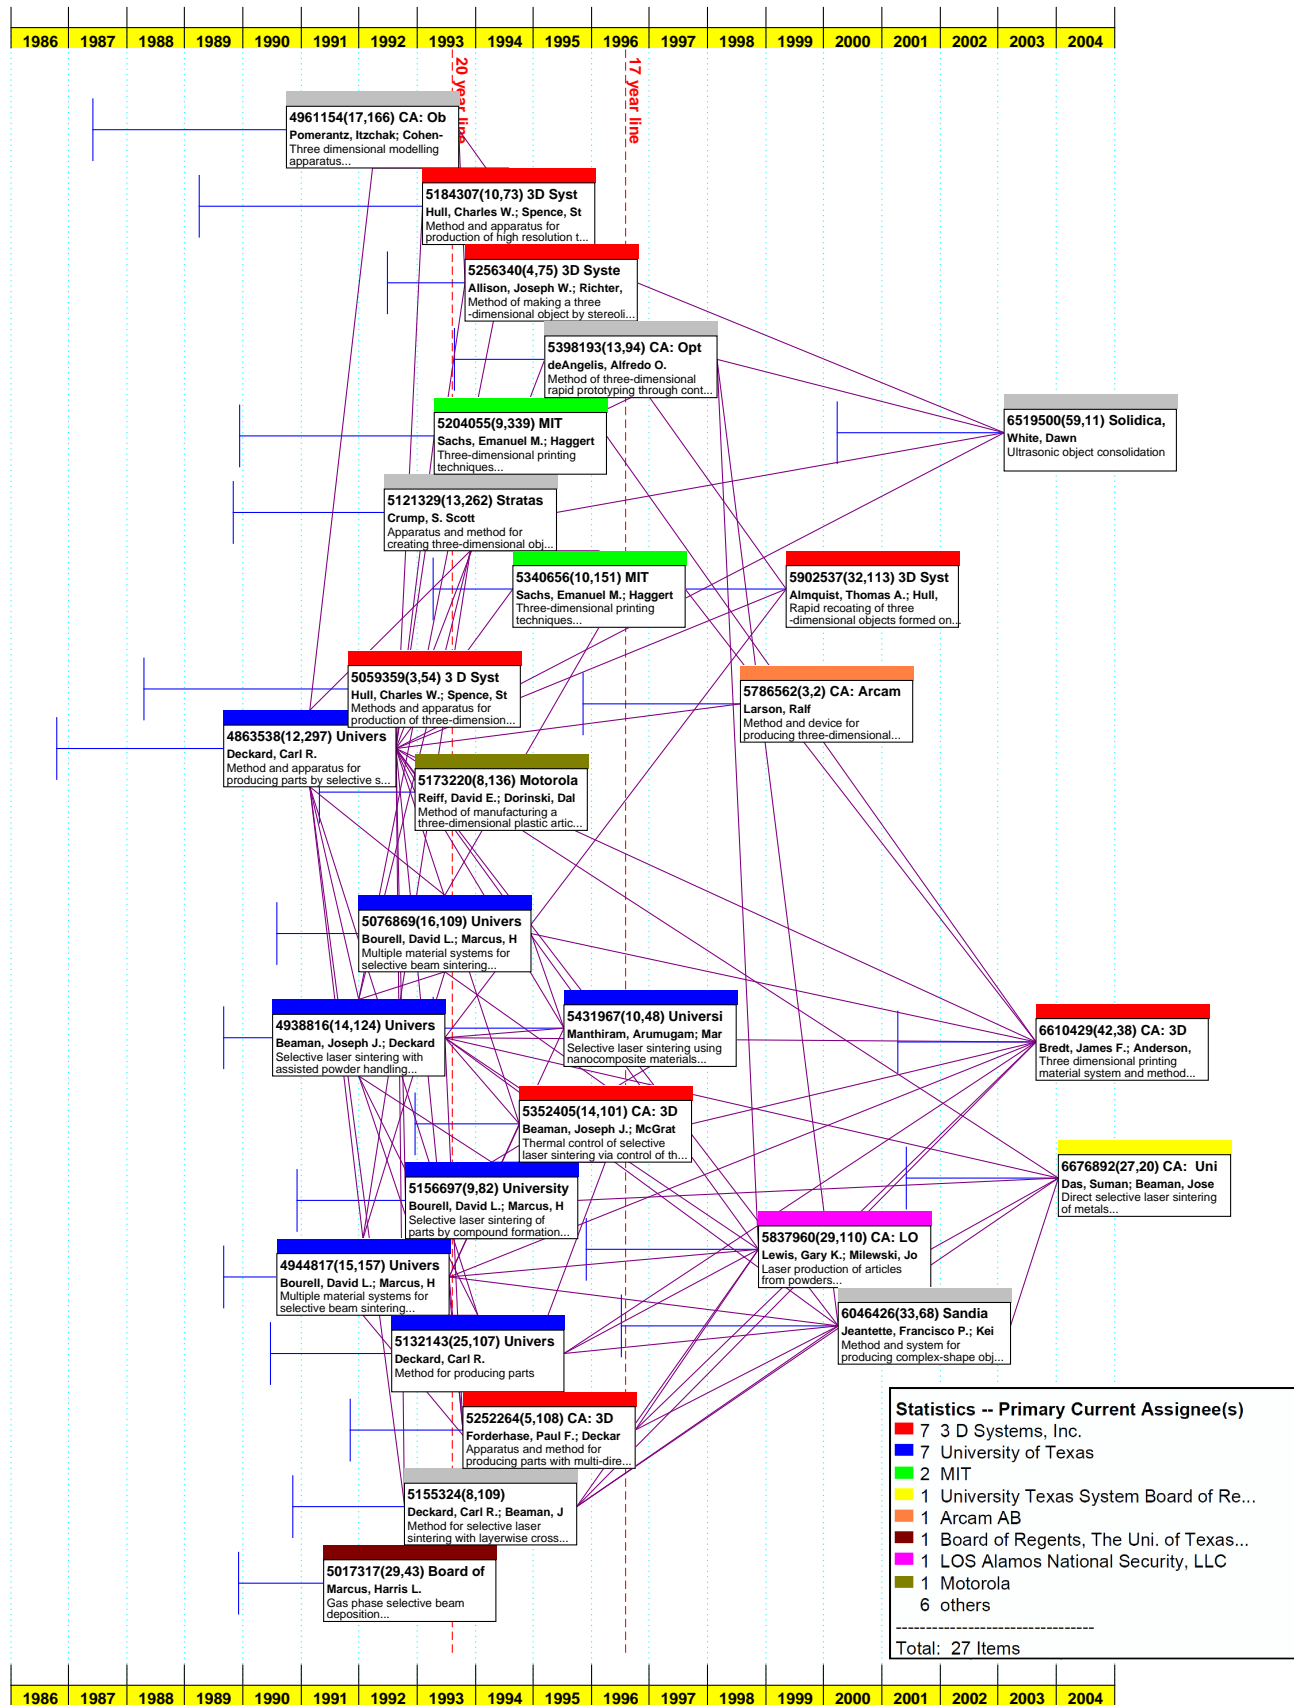 1986 1987 1988 1989 1990 1991 1992 1993 1994 1995 1996 1997 1998 1999 2000 2001 2002 2003 2004
20 year line
17 year line
4961154(17,166) CA: Ob
Pomerantz, Itzchak; Cohen-
Three dimensional modelling
apparatus...
5184307(10,73) 3D Syst
Hull, Charles W.; Spence, St
Method and apparatus for
production of high resolution t...
5256340(4,75) 3D Syste
Allison, Joseph W.; Richter,
Method of making a three
-dimensional object by stereoli...
5398193(13,94) CA: Opt
deAngelis, Alfredo O.
Method of three-dimensional
rapid prototyping through cont...
5204055(9,339) MIT
Sachs, Emanuel M.; Haggert
Three-dimensional printing
techniques...
6519500(59,11) Solidica,
White, Dawn
Ultrasonic object consolidation
5121329(13,262) Stratas
Crump, S. Scott
Apparatus and method for
creating three-dimensional obj...
5340656(10,151) MIT
Sachs, Emanuel M.; Haggert
Three-dimensional printing
techniques...
5902537(32,113) 3D Syst
Almquist, Thomas A.; Hull,
Rapid recoating of three
-dimensional objects formed on...
5059359(3,54) 3 D Syst
Hull, Charles W.; Spence, St
Methods and apparatus for
production of three-dimension...
5786562(3,2) CA: Arcam
Larson, Ralf
Method and device for
producing three-dimensional...
4863538(12,297) Univers
Deckard, Carl R.
Method and apparatus for
producing parts by selective s...
5173220(8,136) Motorola
Reiff, David E.; Dorinski, Dal
Method of manufacturing a
three-dimensional plastic artic...
5076869(16,109) Univers
Bourell, David L.; Marcus, H
Multiple material systems for
selective beam sintering...
4938816(14,124) Univers
Beaman, Joseph J.; Deckard
Selective laser sintering with
assisted powder handling...
5431967(10,48) Universi
Manthiram, Arumugam; Mar
Selective laser sintering using
nanocomposite materials...
6610429(42,38) CA: 3D
Bredt, James F.; Anderson,
Three dimensional printing
material system and method...
5352405(14,101) CA: 3D
Beaman, Joseph J.; McGrat
Thermal control of selective
laser sintering via control of th...
6676892(27,20) CA: Uni
Das, Suman; Beaman, Jose
Direct selective laser sintering
of metals...
5156697(9,82) University
Bourell, David L.; Marcus, H
Selective laser sintering of
parts by compound formation...
5837960(29,110) CA: LO
Lewis, Gary K.; Milewski, Jo
Laser production of articles
from powders...
4944817(15,157) Univers
Bourell, David L.; Marcus, H
Multiple material systems for
selective beam sintering...
6046426(33,68) Sandia
Jeantette, Francisco P.; Kei
Method and system for
producing complex-shape obj...
5132143(25,107) Univers
Deckard, Carl R.
Method for producing parts
5252264(5,108) CA: 3D
Forderhase, Paul F.; Deckar
Apparatus and method for
producing parts with multi-dire...
5155324(8,109)
Deckard, Carl R.; Beaman, J
Method for selective laser
sintering with layerwise cross...
5017317(29,43) Board of
Marcus, Harris L.
Gas phase selective beam
deposition...
Statistics -- Primary Current Assignee(s)
7 3 D Systems, Inc.
7 University of Texas
2 MIT
1 University Texas System Board of Re...
1 Arcam AB
1 Board of Regents, The Uni. of Texas...
1 LOS Alamos National Security, LLC
1 Motorola
6 others
---------------------------------
Total: 27 Items
1986 1987 1988 1989 1990 1991 1992 1993 1994 1995 1996 1997 1998 1999 2000 2001 2002 2003 2004